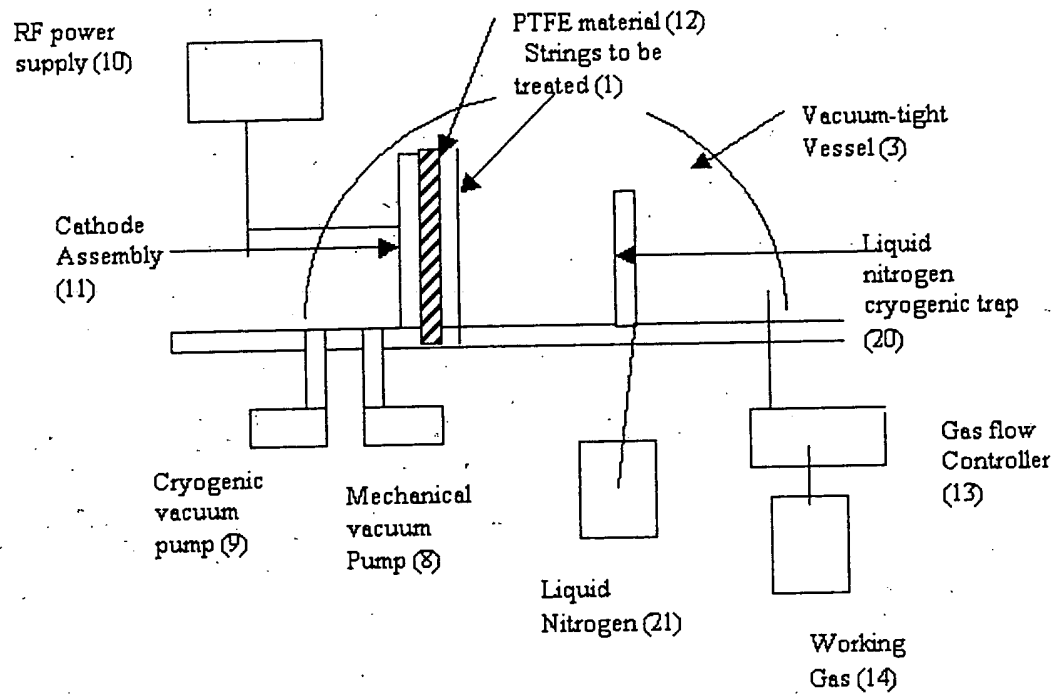 RF power
supply (10)
PTFE material (12)
Strings to be
treated (1)
Vacuum-tight
Vessel (3)
Cathode
Assembly
(11)
Liquid
nitrogen
cryogenic trap
(20)
Gas flow
Controller
(13)
Cryogenic
vacuum
pump (9)
Mechanical
vacuum
Pump (8)
Liquid
Nitrogen (21)
Working
Gas (14)